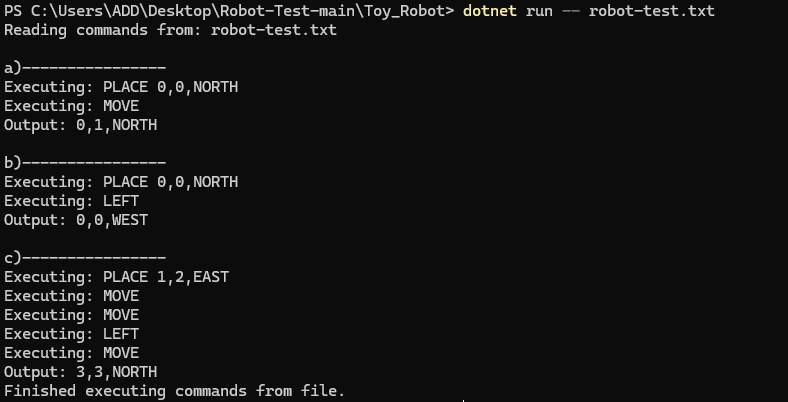 PS C:\Users\ADD\Desktop\Robot-Test-main\Toy_Robot> dotnet run -- robot-test.txt
Reading commands from: robot-test.txt
a)----------------
Executing: PLACE 0,0,NORTH
Executing: MOVE
Output: 0,1,NORTH
b)----------------
Executing: PLACE 0,0,NORTH
Executing: LEFT
Output: 0,0,WEST
c)----------------
Executing: PLACE 1,2,EAST
Executing: MOVE
Executing: MOVE
Executing: LEFT
Executing: MOVE
Output: 3,3,NORTH
Finished executing commands from file.